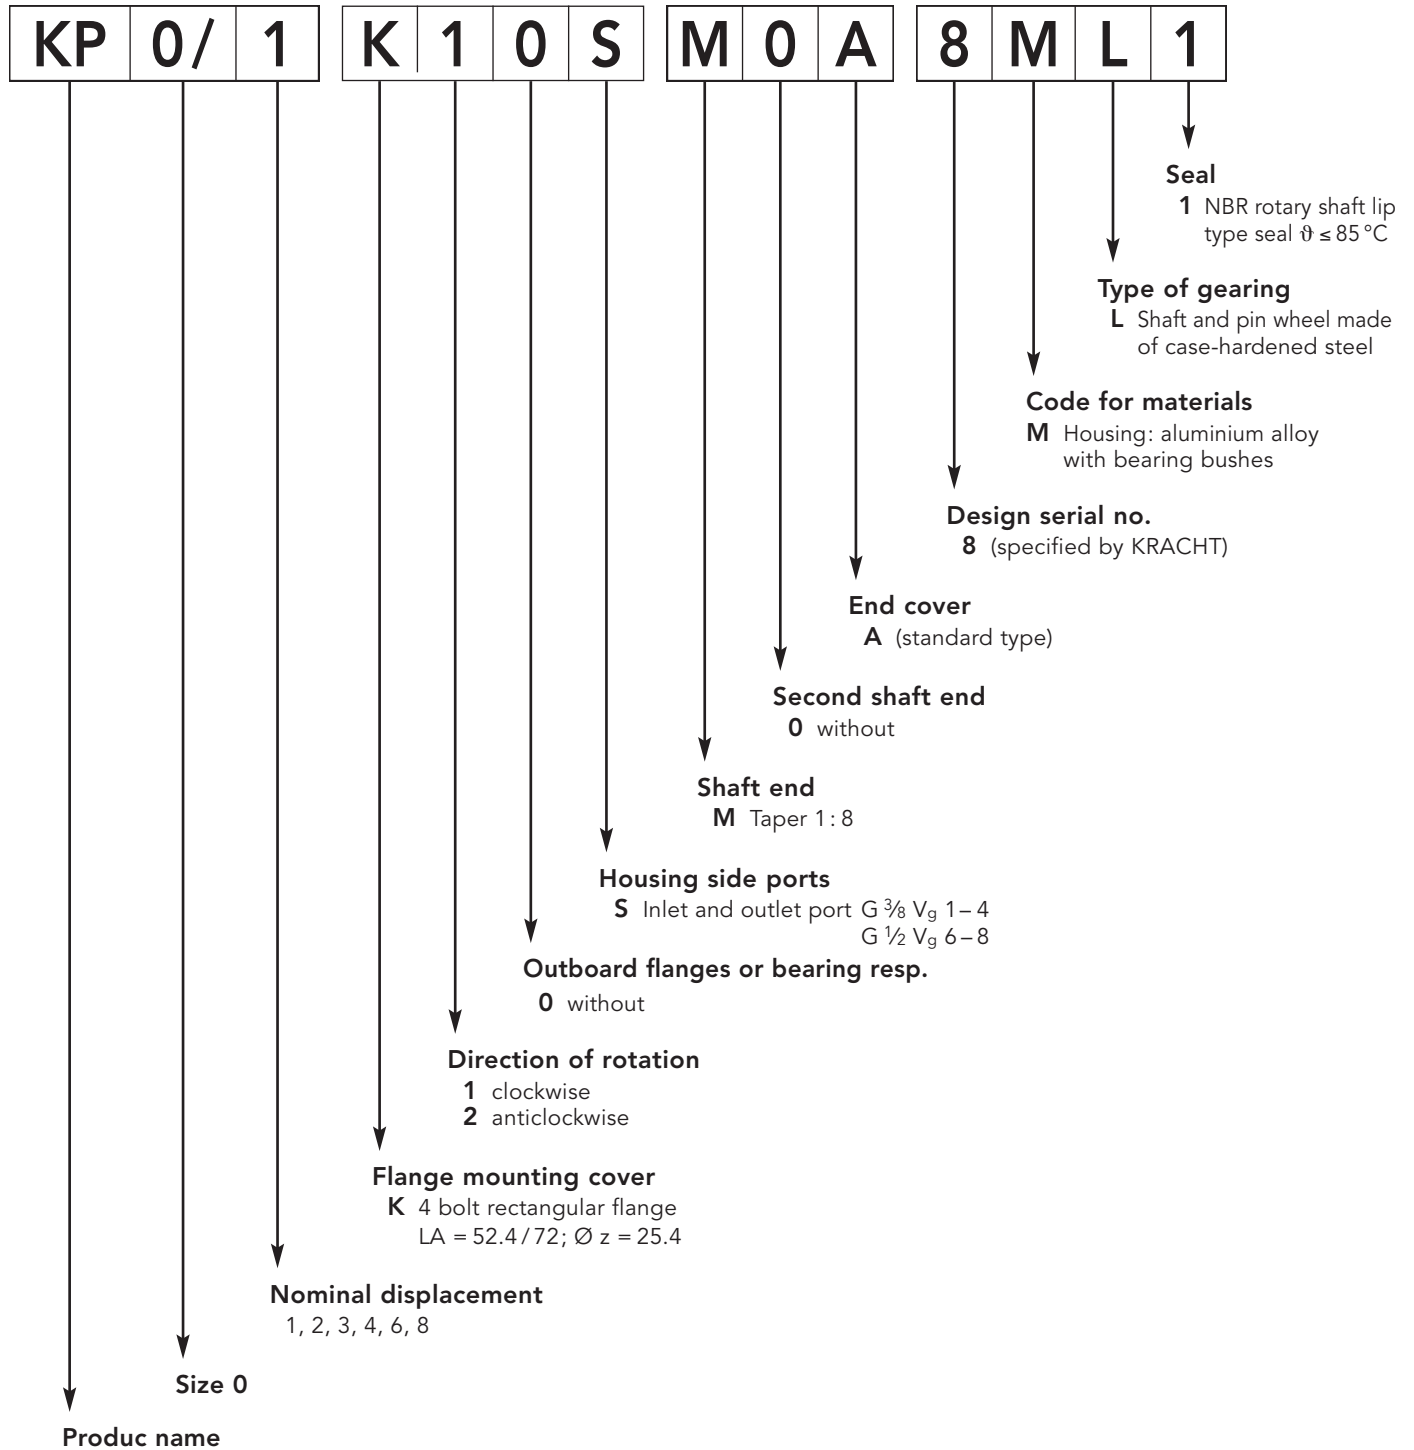 KP 0/ 1 K 1 0 S M 0 A 8 M L 1
Seal
1 NBR rotary shaft lip
type seal ϑ ≤ 85 °C
Type of gearing
L Shaft and pin wheel made
of case-hardened steel
Code for materials
M Housing: aluminium alloy
with bearing bushes
Design serial no.
8 (specified by KRACHT)
End cover
A (standard type)
Second shaft end
0 without
Shaft end
M Taper 1 : 8
Housing side ports
S Inlet and outlet port G 3/8 Vg 1 – 4
G 1/2 Vg 6 – 8
Outboard flanges or bearing resp.
0 without
Direction of rotation
1 clockwise
2 anticlockwise
Flange mounting cover
K 4 bolt rectangular flange
LA = 52.4 / 72; Ø z = 25.4
Nominal displacement
1, 2, 3, 4, 6, 8
Size 0
Produc name